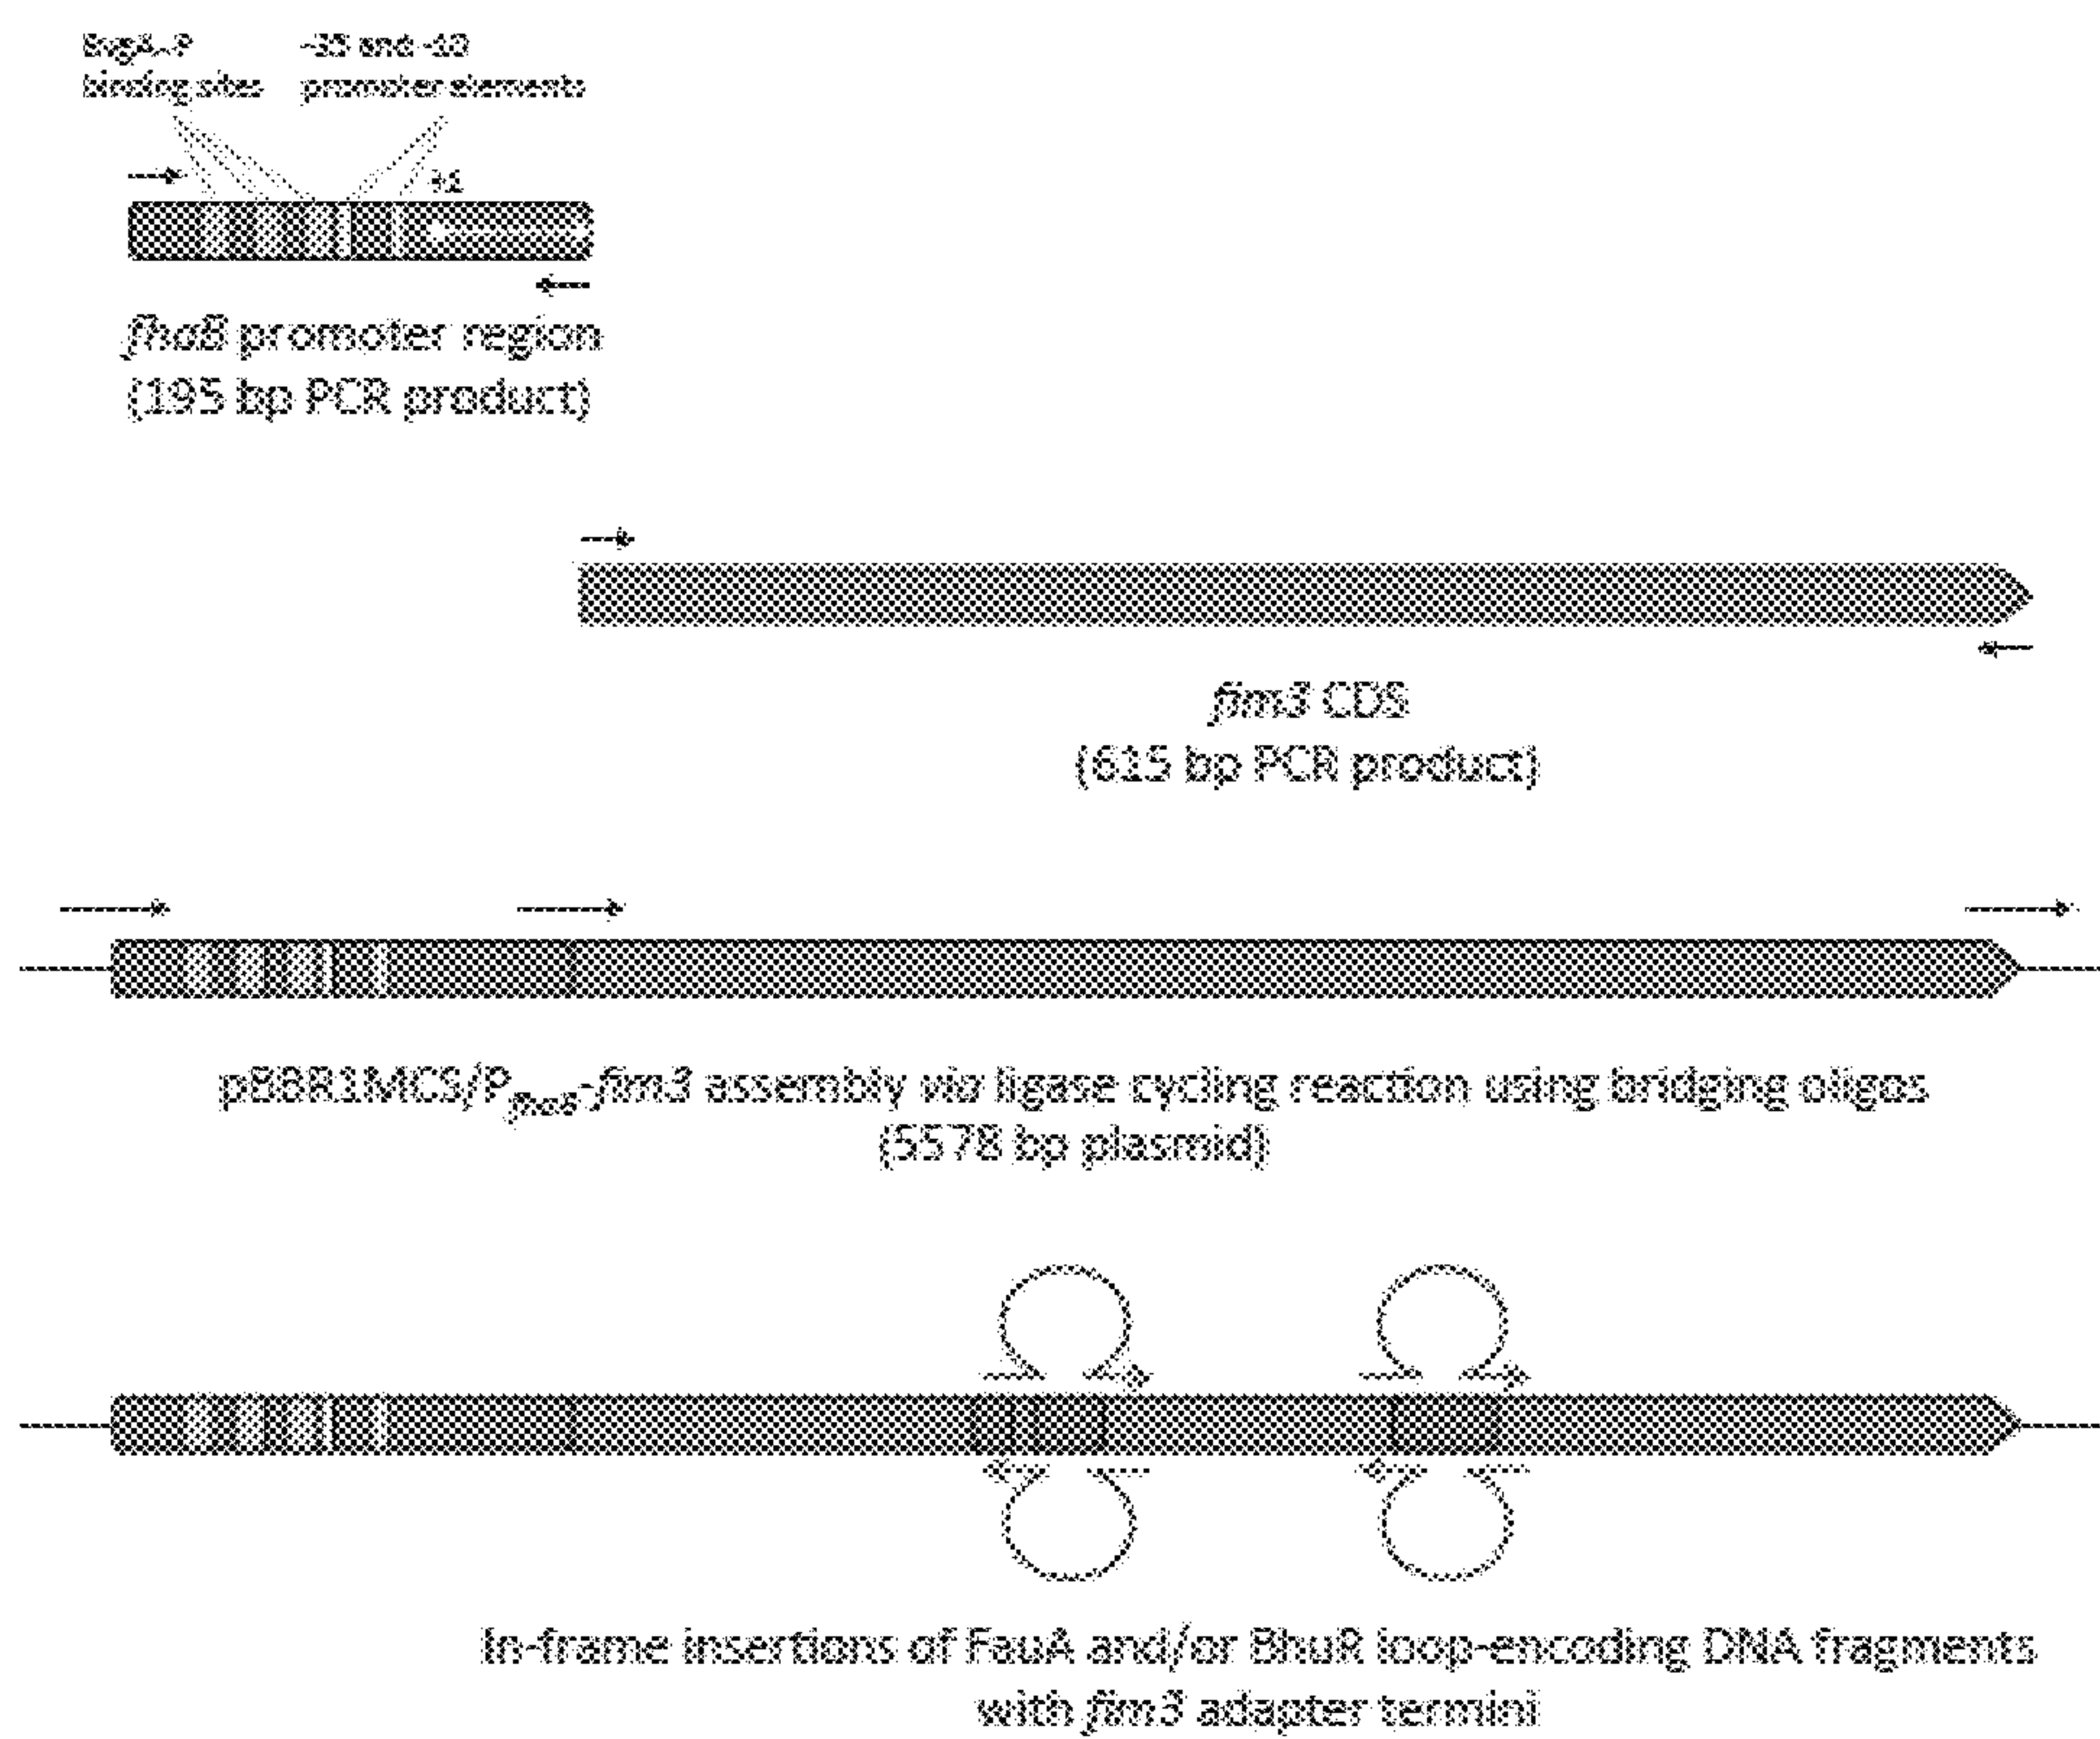 BvgA~P
binding sites
-35 and -10
promoter elements
+1
fhaB promoter region
(195 bp PCR product)
fim3 CDS
(615 bp PCR product)
pBBR1MCS/PfhaB-fim3 assembly via ligase cycling reaction using bridging oligos
(5578 bp plasmid)
In-frame insertions of FauA and/or BhuR loop-encoding DNA fragments
with fim3 adapter termini